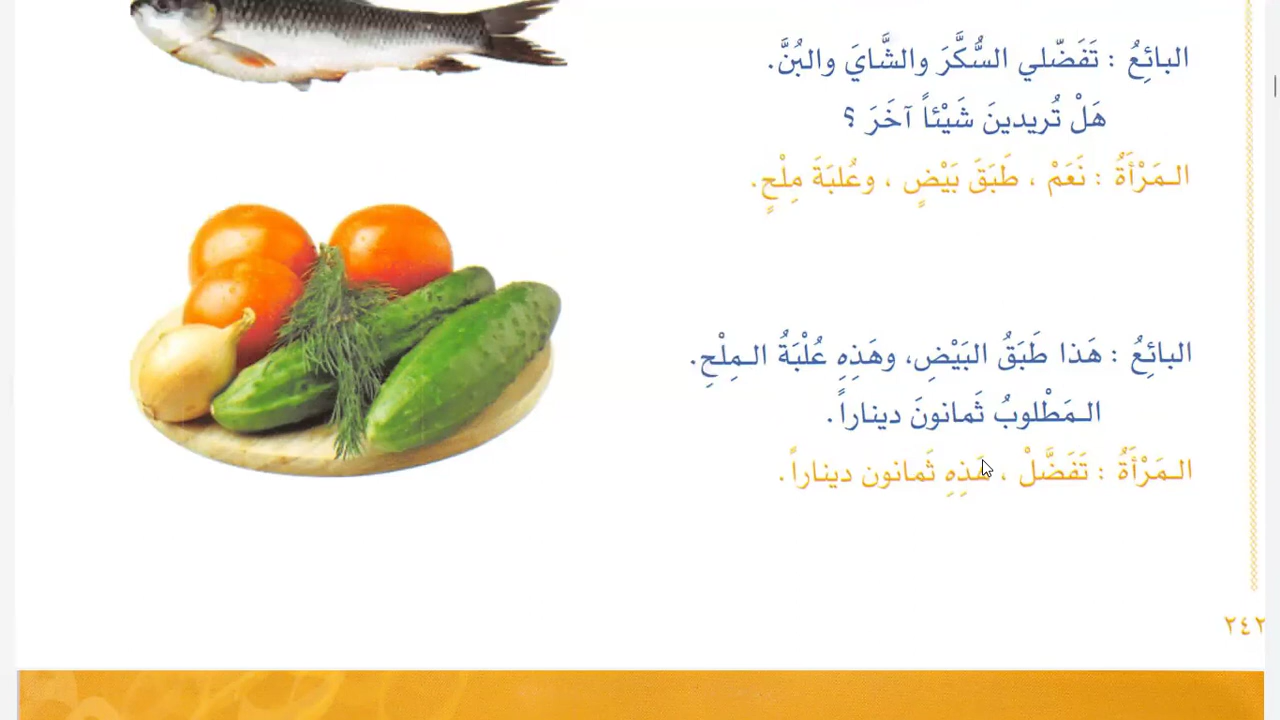 البائِعُ : تَفَضّلي السُّكَّرَ والشَّايَ والبُنَّ.
هَلْ تُريدينَ شَيْئاً آخَرَ ؟
الـمَرْأَةُ : نَعَمْ ، طَبَقَ بَيْضٍ ، وعُلبَةَ مِلْحٍ.
البائِعُ : هَذا طَبَقُ البَيْضِ، وهَذِهِ عُلْبَةُ الـمِلْحِ.
الـمَطْلوبُ ثَمانونَ ديناراً.
الـمَرْأَةُ : تَفَضَّلْ ، هَذِهِ ثَمانون ديناراً.
٢٤٢